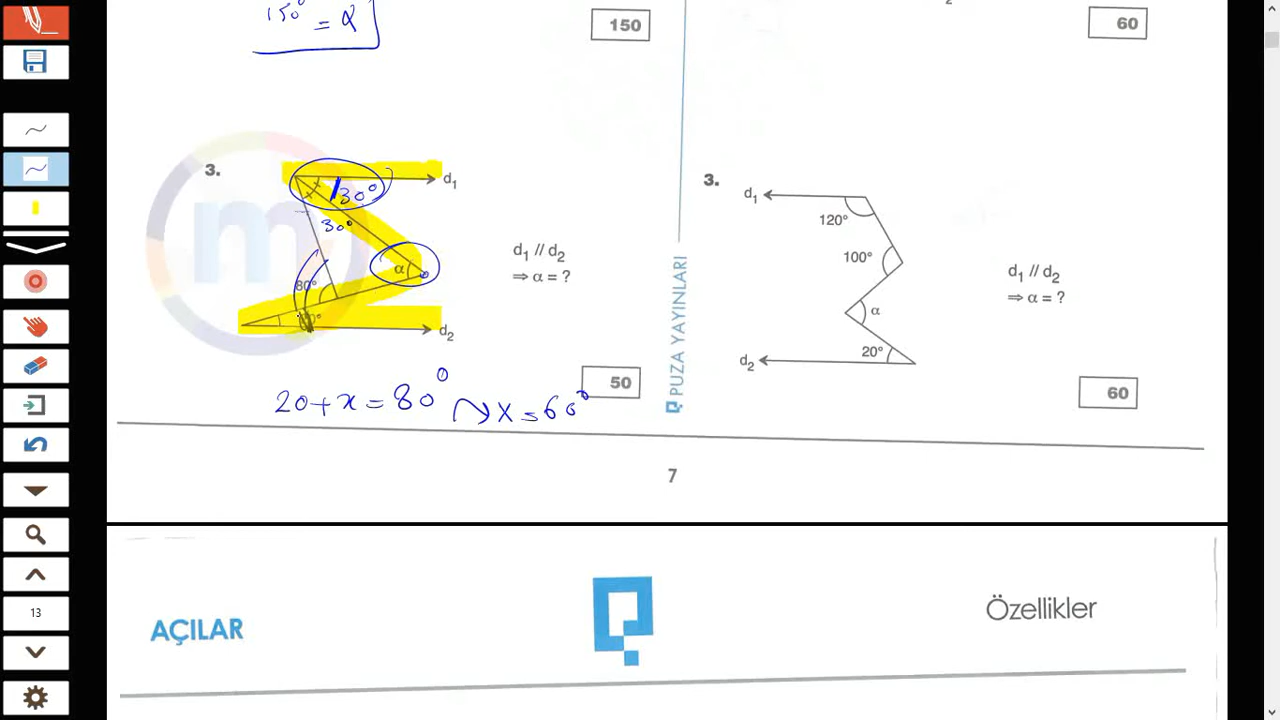 150° = α
150
60
3.
d₁
30°
30°
α
80°
d₂
d₁ // d₂
⇒ α = ?
50
20+x=80° x=60°
PUZA YAYINLARI
3.
d₁
120°
100°
α
20°
d₂
d₁ // d₂
⇒ α = ?
60
7
13
AÇILAR
Özellikler